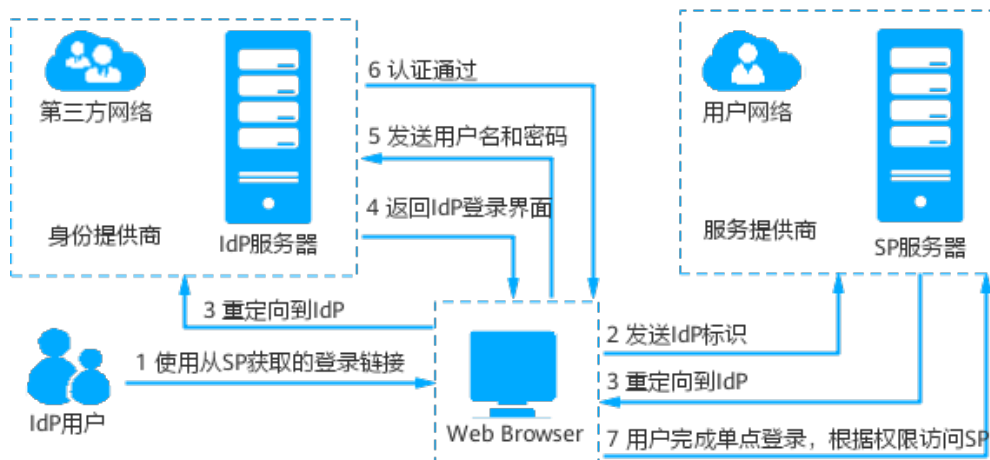 第三方网络
身份提供商
IdP服务器
6 认证通过
5 发送用户名和密码
4 返回IdP登录界面
用户网络
服务提供商
SP服务器
3 重定向到IdP
1 使用从SP获取的登录链接
IdP用户
Web Browser
2 发送IdP标识
3 重定向到IdP
7 用户完成单点登录，根据权限访问SP